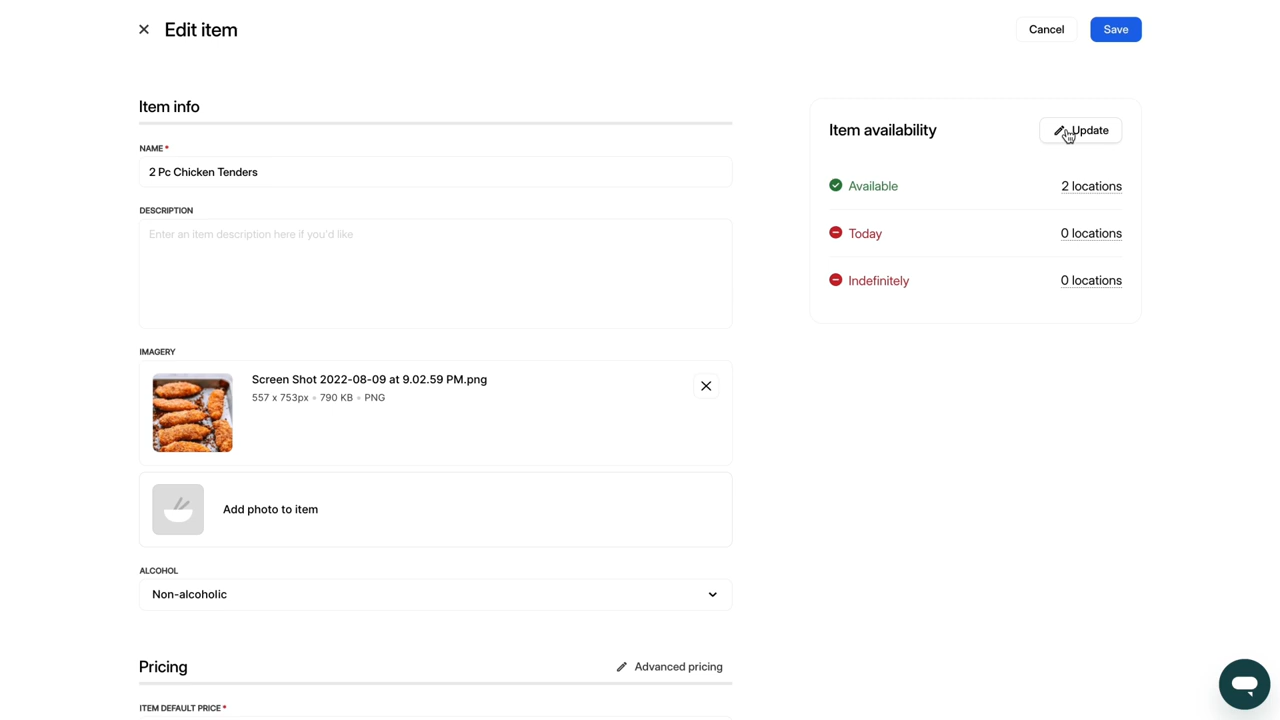 Edit item
Cancel
Save
Item info
NAME*
2 Pc Chicken Tenders
DESCRIPTION
Enter an item description here if you'd like
IMAGERY
Screen Shot 2022-08-09 at 9.02.59 PM.png
557 x 753px • 790 KB • PNG
Add photo to item
ALCOHOL
Non-alcoholic
Pricing
Advanced pricing
ITEM DEFAULT PRICE*
Item availability
Update
Available
2 locations
Today
0 locations
Indefinitely
0 locations